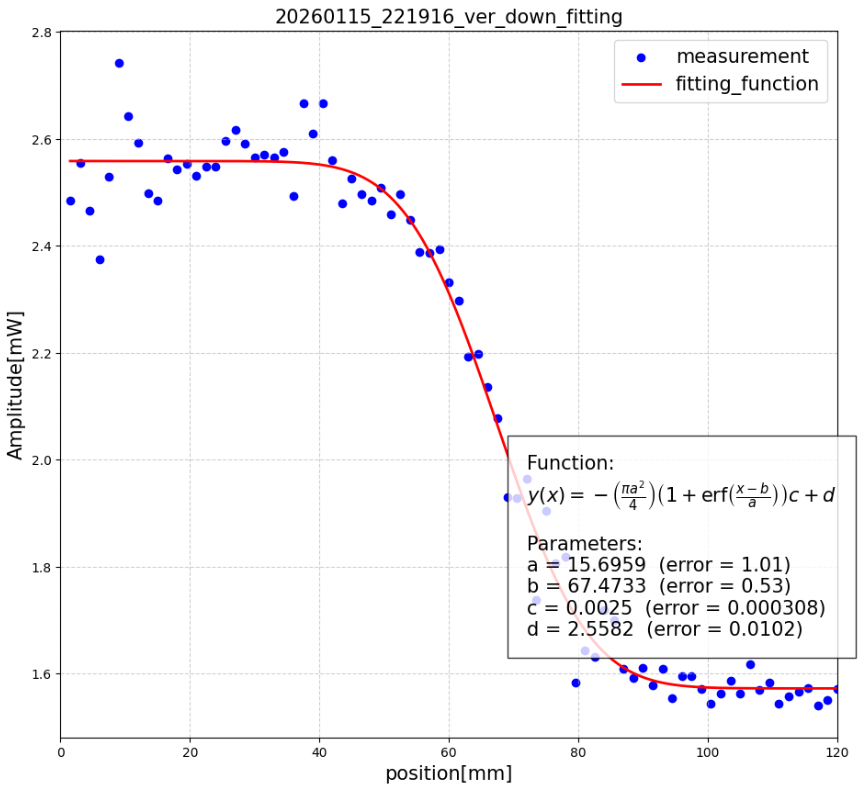 20260115_221916_ver_down_fitting
measurement
fitting_function
Amplitude[mW]
2.8
2.6
2.4
2.2
2.0
1.8
1.6
Function:
y(x) = −(πa²/4)(1 + erf((x−b)/a))c + d
Parameters:
a = 15.6959 (error = 1.01)
b = 67.4733 (error = 0.53)
c = 0.0025 (error = 0.000308)
d = 2.5582 (error = 0.0102)
0 20 40 60 80 100 120
position[mm]